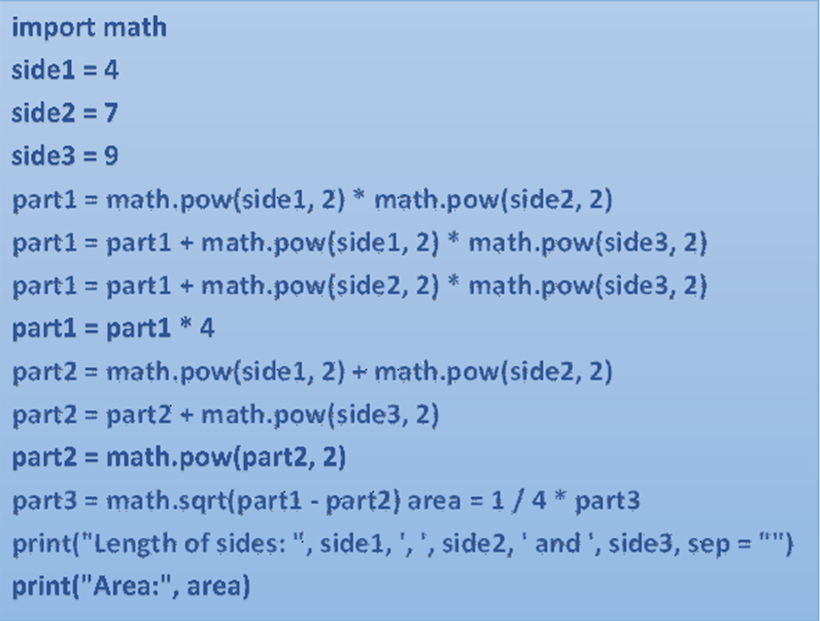 import math
side1 = 4
side2 = 7
side3 = 9
part1 = math.pow(side1, 2) * math.pow(side2, 2)
part1 = part1 + math.pow(side1, 2) * math.pow(side3, 2)
part1 = part1 + math.pow(side2, 2) * math.pow(side3, 2)
part1 = part1 * 4
part2 = math.pow(side1, 2) + math.pow(side2, 2)
part2 = part2 + math.pow(side3, 2)
part2 = math.pow(part2, 2)
part3 = math.sqrt(part1 - part2) area = 1 / 4 * part3
print("Length of sides: ", side1, ', ', side2, ' and ', side3, sep = "")
print("Area:", area)